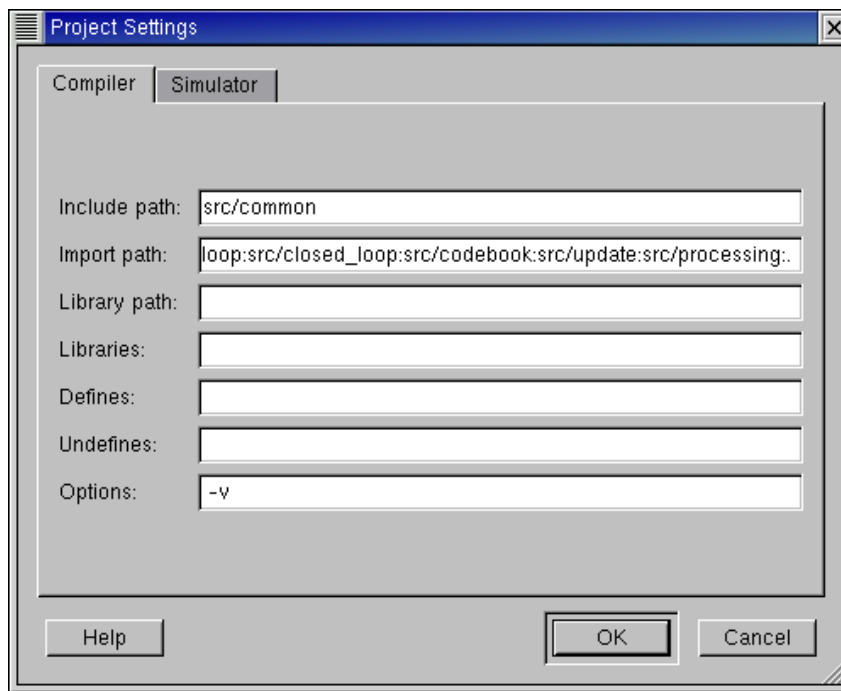 Project Settings
Compiler Simulator
Include path: src/common
Import path: loop:src/closed_loop:src/codebook:src/update:src/processing:.
Library path:
Libraries:
Defines:
Undefines:
Options: -v
Help OK Cancel